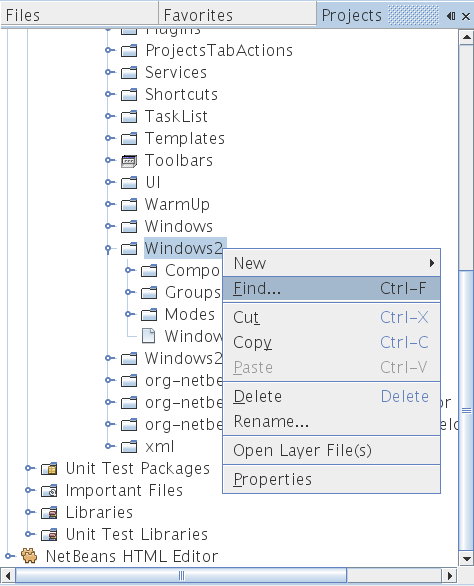 Files Favorites Projects
Plugins
ProjectsTabActions
Services
Shortcuts
TaskList
Templates
Toolbars
UI
WarmUp
Windows
Windows2
New
Compo
Find... Ctrl-F
Groups
Modes
Cut Ctrl-X
Window
Copy Ctrl-C
Windows2
Paste Ctrl-V
org-netbe
Delete Delete
org-netbe or
Rename...
org-netbe eld
xml
Open Layer File(s)
Unit Test Packages
Properties
Important Files
Libraries
Unit Test Libraries
NetBeans HTML Editor